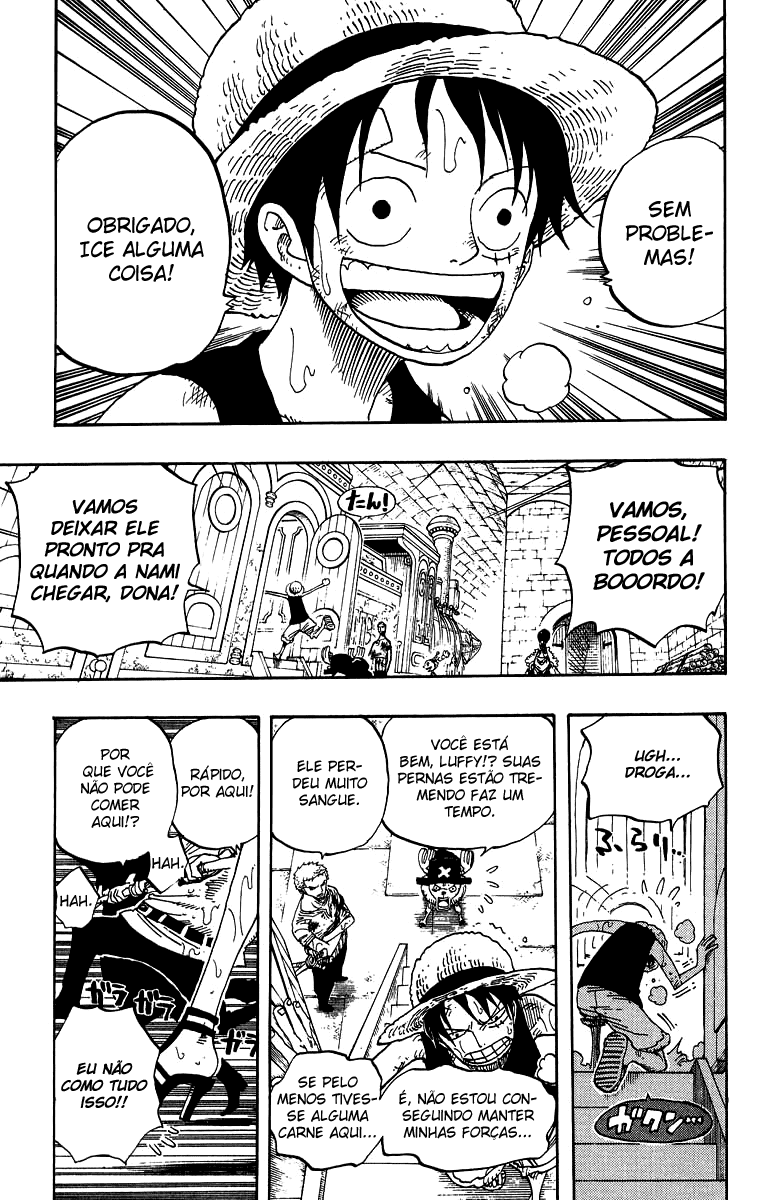 SEM
PROBLE-
MAS!
OBRIGADO,
ICE ALGUMA
COISA!
VAMOS,
PESSOAL!
TODOS A
BOOORDO!
たん!
VAMOS
DEIXAR ELE
PRONTO PRA
QUANDO A NAMI
CHEGAR, DONA!
UGH...
DROGA...
ふらり...
ガクン...
VOCÊ ESTÁ
BEM, LUFFY!? SUAS
PERNAS ESTÃO TRE-
MENDO FAZ UM
TEMPO.
ELE PER-
DEU MUITO
SANGUE.
É, NÃO ESTOU CON-
SEGUINDO MANTER
MINHAS FORÇAS...
SE PELO
MENOS TIVES-
SE ALGUMA
CARNE AQUI...
RÁPIDO,
POR AQUI!
POR
QUE VOCÊ
NÃO PODE
COMER
AQUI!?
HAH.
HAH.
ガラ ガラ
EU NÃO
COMO TUDO
ISSO!!